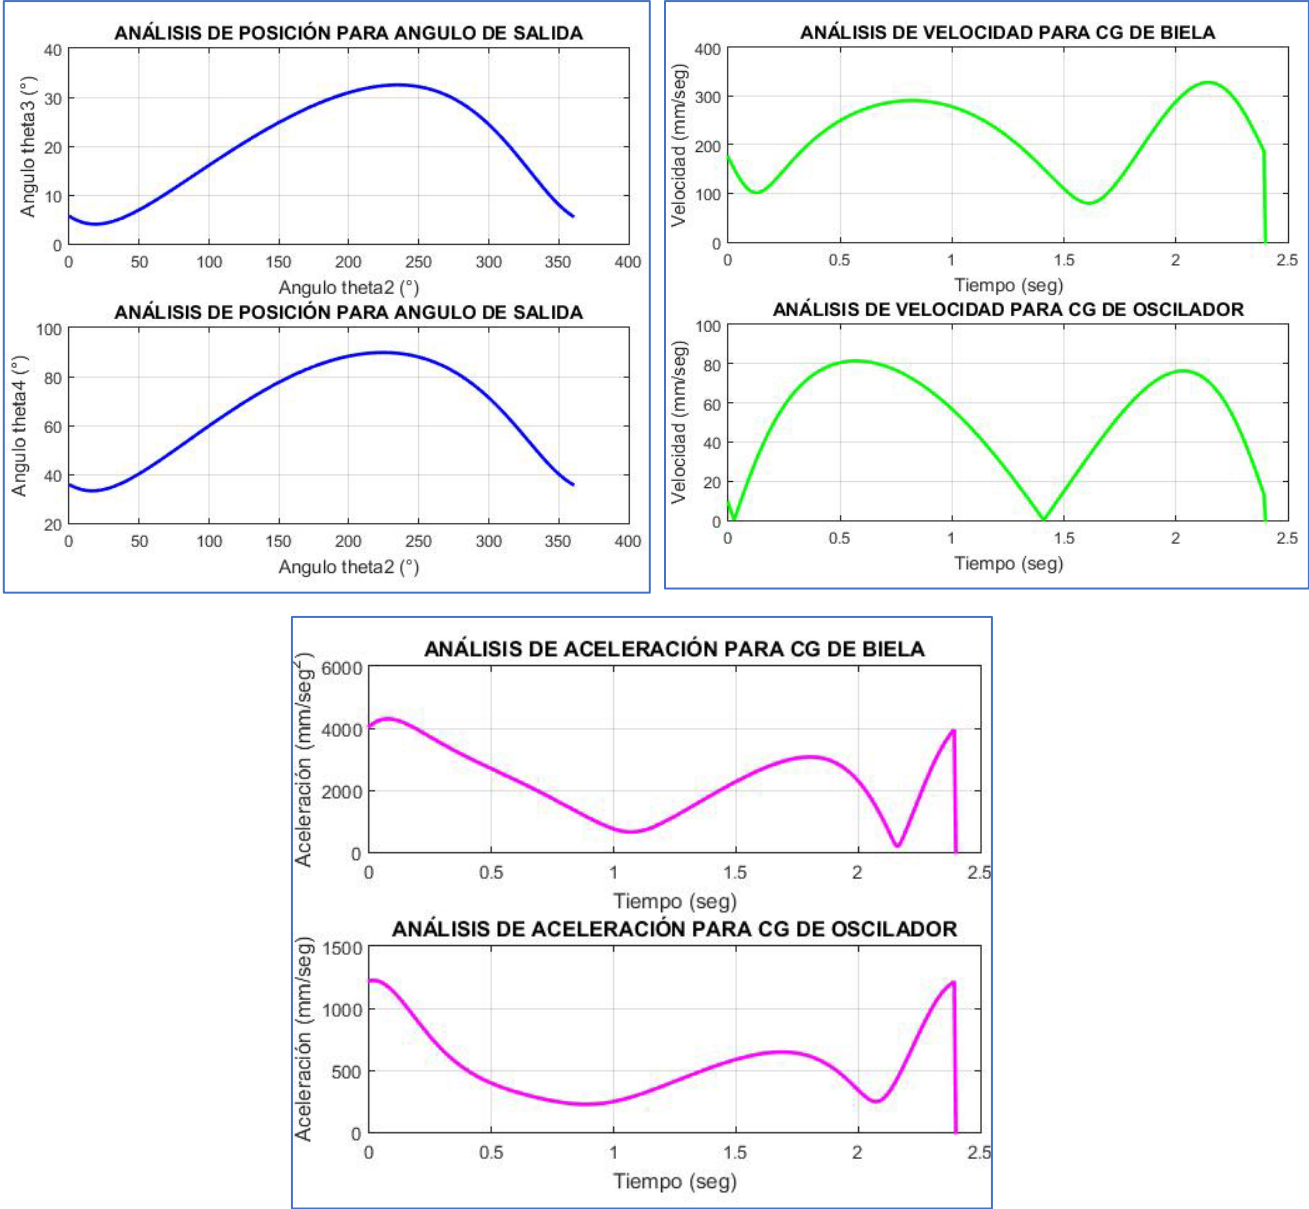 ANÁLISIS DE POSICIÓN PARA ANGULO DE SALIDA
Angulo theta3 (°)
40
30
20
10
0
0 50 100 150 200 250 300 350 400
Angulo theta2 (°)
ANÁLISIS DE POSICIÓN PARA ANGULO DE SALIDA
Angulo theta4 (°)
100
80
60
40
20
0 50 100 150 200 250 300 350 400
Angulo theta2 (°)
ANÁLISIS DE VELOCIDAD PARA CG DE BIELA
Velocidad (mm/seg)
400
300
200
100
0
0 0.5 1 1.5 2 2.5
Tiempo (seg)
ANÁLISIS DE VELOCIDAD PARA CG DE OSCILADOR
Velocidad (mm/seg)
100
80
60
40
20
0
0 0.5 1 1.5 2 2.5
Tiempo (seg)
ANÁLISIS DE ACELERACIÓN PARA CG DE BIELA
Aceleración (mm/seg²)
6000
4000
2000
0
0 0.5 1 1.5 2 2.5
Tiempo (seg)
ANÁLISIS DE ACELERACIÓN PARA CG DE OSCILADOR
Aceleración (mm/seg)
1500
1000
500
0
0 0.5 1 1.5 2 2.5
Tiempo (seg)